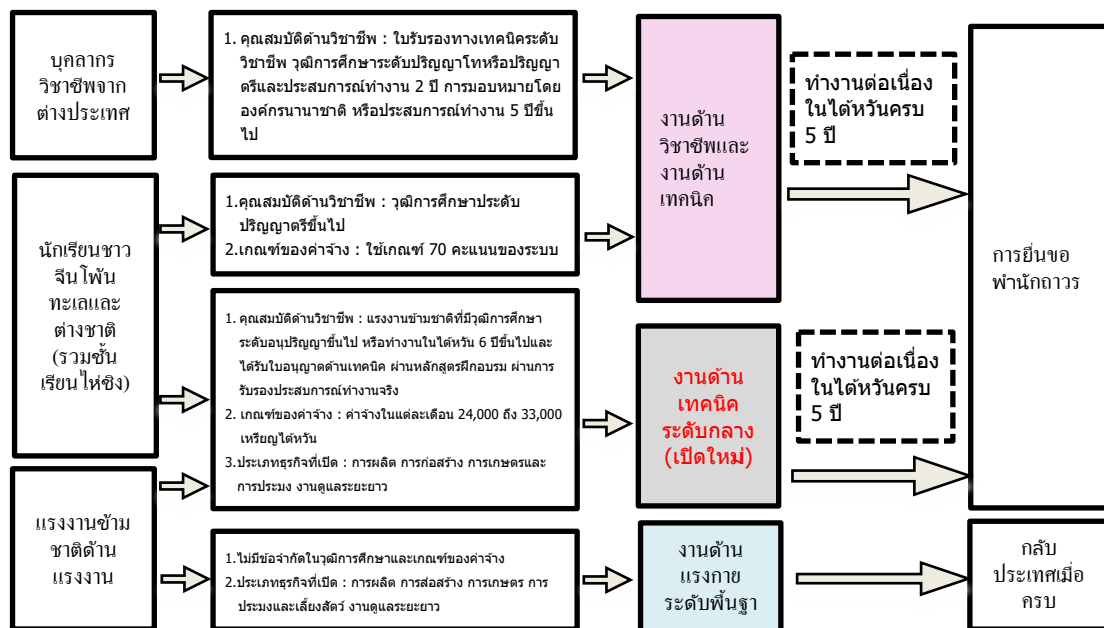 บุคลากร
วิชาชีพจาก
ต่างประเทศ
1. คุณสมบัติด้านวิชาชีพ : ใบรับรองทางเทคนิคระดับ
วิชาชีพ วุฒิการศึกษาระดับปริญญาโทหรือปริญญา
ตรีและประสบการณ์ทำงาน 2 ปี การมอบหมายโดย
องค์กรนานาชาติ หรือประสบการณ์ทำงาน 5 ปีขึ้น
ไป
งานด้าน
วิชาชีพและ
งานด้าน
เทคนิค
ทำงานต่อเนื่อง
ในไต้หวันครบ
5 ปี
การยื่นขอ
พำนักถาวร
นักเรียนชาว
จีนโพ้น
ทะเลและ
ต่างชาติ
(รวมชั้น
เรียนไห่ชิง)
1.คุณสมบัติด้านวิชาชีพ : วุฒิการศึกษาประดับ
ปริญญาตรีขึ้นไป
2.เกณฑ์ของค่าจ้าง : ใช้เกณฑ์ 70 คะแนนของระบบ
1. คุณสมบัติด้านวิชาชีพ : แรงงานข้ามชาติที่มีวุฒิการศึกษา
ระดับอนุปริญญาขึ้นไป หรือทำงานในไต้หวัน 6 ปีขึ้นไปและ
ได้รับใบอนุญาตด้านเทคนิค ผ่านหลักสูตรฝึกอบรม ผ่านการ
รับรองประสบการณ์ทำงานจริง
2. เกณฑ์ของค่าจ้าง : ค่าจ้างในแต่ละเดือน 24,000 ถึง 33,000
เหรียญไต้หวัน
3.ประเภทธุรกิจที่เปิด : การผลิต การก่อสร้าง การเกษตรและ
การประมง งานดูแลระยะยาว
งานด้าน
เทคนิค
ระดับกลาง
(เปิดใหม่)
ทำงานต่อเนื่อง
ในไต้หวันครบ
5 ปี
แรงงานข้าม
ชาติด้าน
แรงงาน
1.ไม่มีข้อจำกัดในวุฒิการศึกษาและเกณฑ์ของค่าจ้าง
2.ประเภทธุรกิจที่เปิด : การผลิต การส่อสร้าง การเกษตร การ
ประมงและเลี้ยงสัตว์ งานดูแลระยะยาว
งานด้าน
แรงกาย
ระดับพื้นฐา
กลับ
ประเทศเมื่อ
ครบ